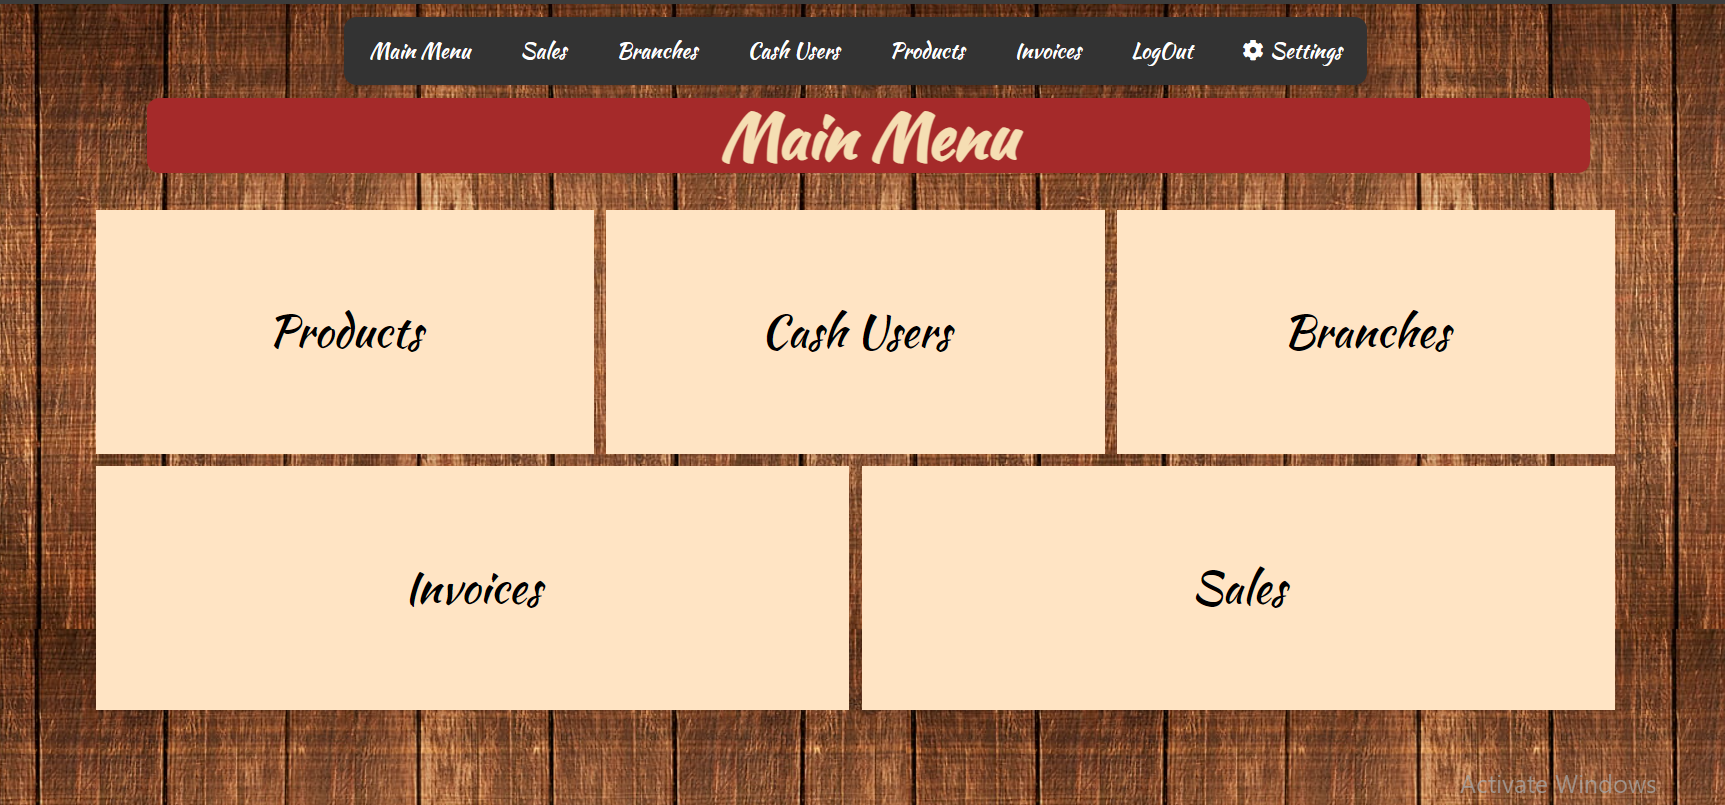 Main Menu Sales Branches Cash Users Products Invoices LogOut Settings
Main Menu
Products Cash Users Branches
Invoices Sales
Activate Windows